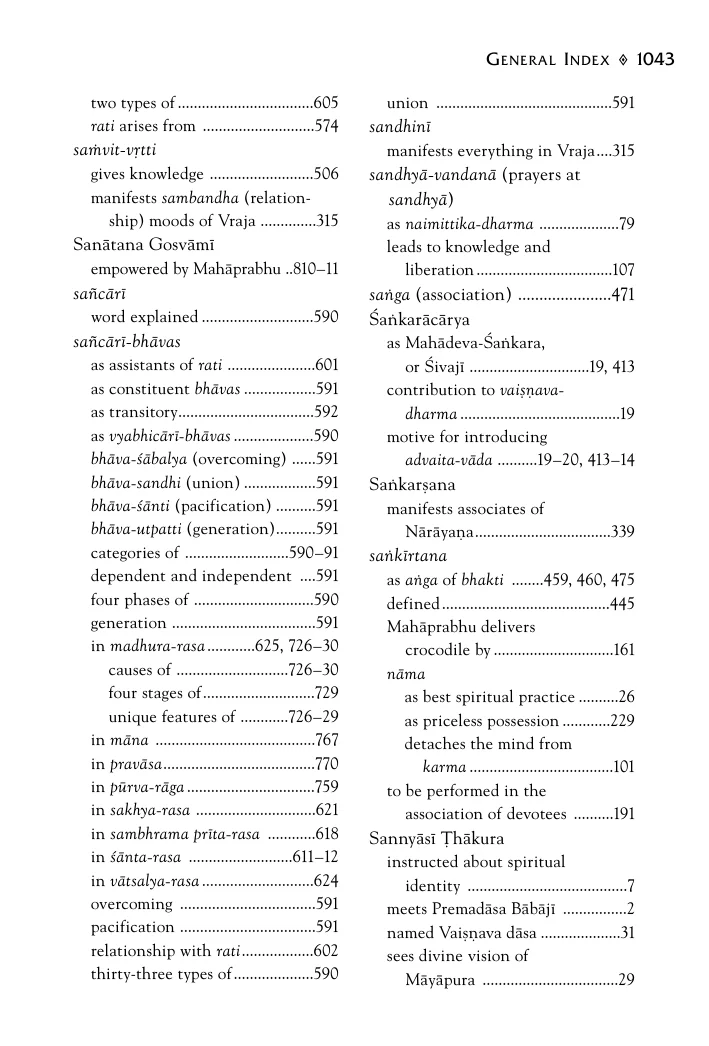 GENERAL INDEX ◊ 1043
two types of..................................605
rati arises from ............................574
saṁvit-vṛtti
gives knowledge ..........................506
manifests sambandha (relation-
ship) moods of Vraja ..............315
Sanātana Gosvāmī
empowered by Mahāprabhu ..810–11
sañcārī
word explained............................590
sañcārī-bhāvas
as assistants of rati ......................601
as constituent bhāvas ..................591
as transitory..................................592
as vyabhicārī-bhāvas....................590
bhāva-śābalya (overcoming) ......591
bhāva-sandhi (union) ..................591
bhāva-śānti (pacification) ..........591
bhāva-utpatti (generation)..........591
categories of ..........................590–91
dependent and independent ....591
four phases of ..............................590
generation ....................................591
in madhura-rasa............625, 726–30
causes of ............................726–30
four stages of............................729
unique features of ............726–29
in māna ........................................767
in pravāsa......................................770
in pūrva-rāga................................759
in sakhya-rasa ..............................621
in sambhrama prīta-rasa ............618
in śānta-rasa ..........................611–12
in vātsalya-rasa............................624
overcoming ..................................591
pacification ..................................591
relationship with rati..................602
thirty-three types of....................590
union ............................................591
sandhinī
manifests everything in Vraja....315
sandhyā-vandanā (prayers at
sandhyā)
as naimittika-dharma ....................79
leads to knowledge and
liberation..................................107
saṅga (association) ......................471
Śaṅkarācārya
as Mahādeva-Śaṅkara,
or Śivajī ..............................19, 413
contribution to vaiṣṇava-
dharma ........................................19
motive for introducing
advaita-vāda ..........19–20, 413–14
Saṅkarṣana
manifests associates of
Nārāyaṇa..................................339
saṅkīrtana
as aṅga of bhakti ........459, 460, 475
defined..........................................445
Mahāprabhu delivers
crocodile by..............................161
nāma
as best spiritual practice ..........26
as priceless possession............229
detaches the mind from
karma ....................................101
to be performed in the
association of devotees ..........191
Sannyāsī Ṭhākura
instructed about spiritual
identity ........................................7
meets Premadāsa Bābājī ................2
named Vaiṣṇava dāsa ....................31
sees divine vision of
Māyāpura ..................................29